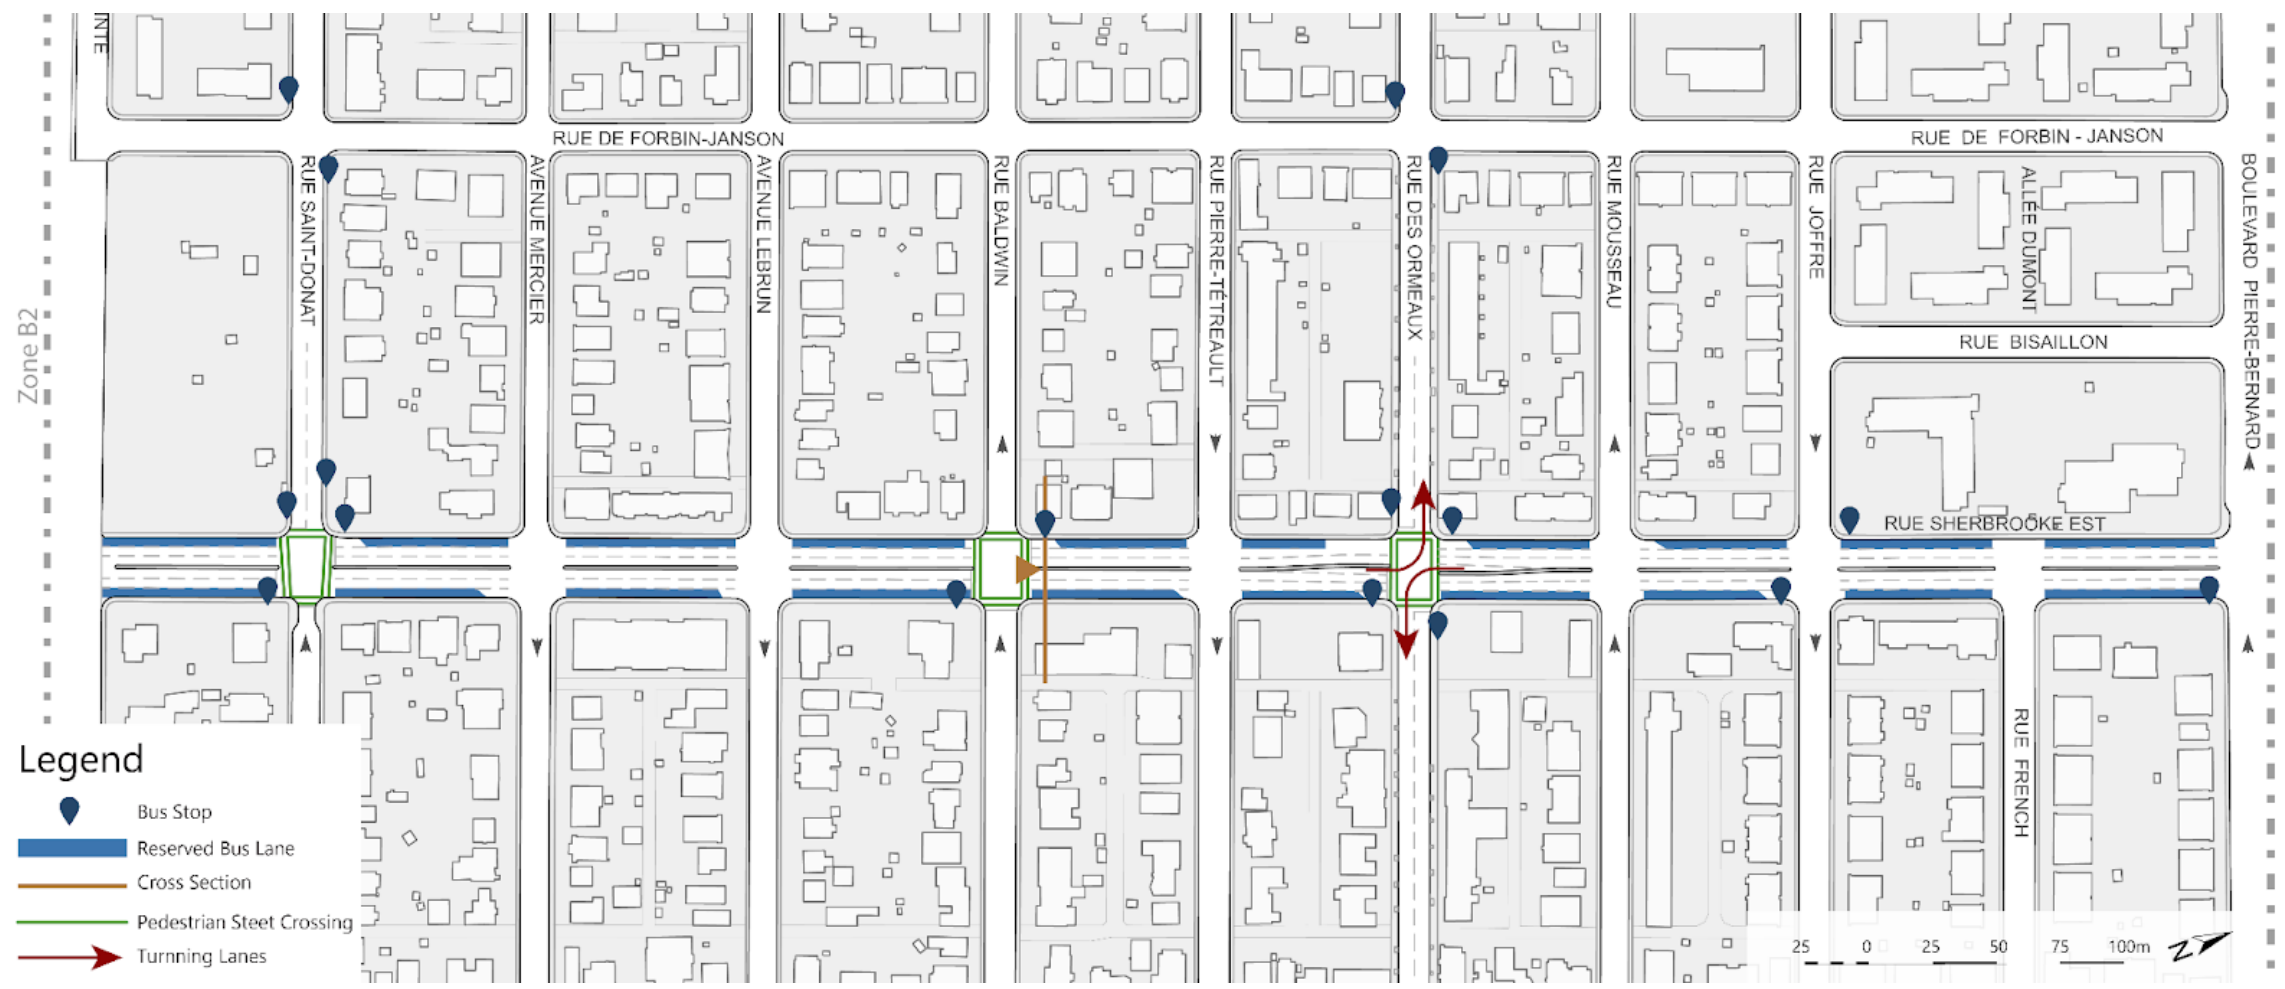 NTE
RUE DE FORBIN-JANSON
RUE DE FORBIN - JANSON
RUE SAINT-DONAT
AVENUE MERCIER
AVENUE LEBRUN
RUE BALDWIN
RUE PIERRE-TÉTREAULT
RUE DES ORMEAUX
RUE MOUSSEAU
RUE JOFFRE
ALLÉE DUMONT
BOULEVARD PIERRE-BERNARD
Zone B2
RUE BISAILLON
RUE SHERBROOKE EST
RUE FRENCH
Legend
Bus Stop
Reserved Bus Lane
Cross Section
Pedestrian Steet Crossing
Turnning Lanes
25 0 25 50 75 100m
N